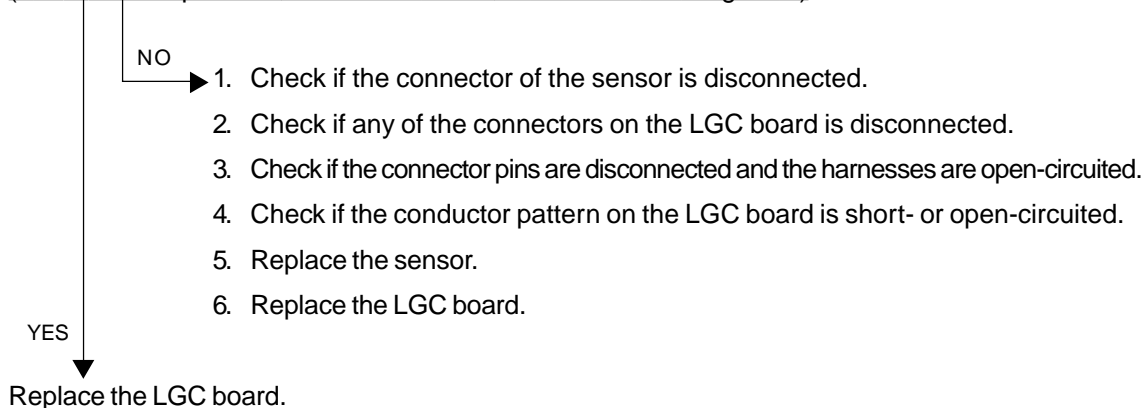 NO
1. Check if the connector of the sensor is disconnected.
2. Check if any of the connectors on the LGC board is disconnected.
3. Check if the connector pins are disconnected and the harnesses are open-circuited.
4. Check if the conductor pattern on the LGC board is short- or open-circuited.
5. Replace the sensor.
6. Replace the LGC board.
YES
Replace the LGC board.